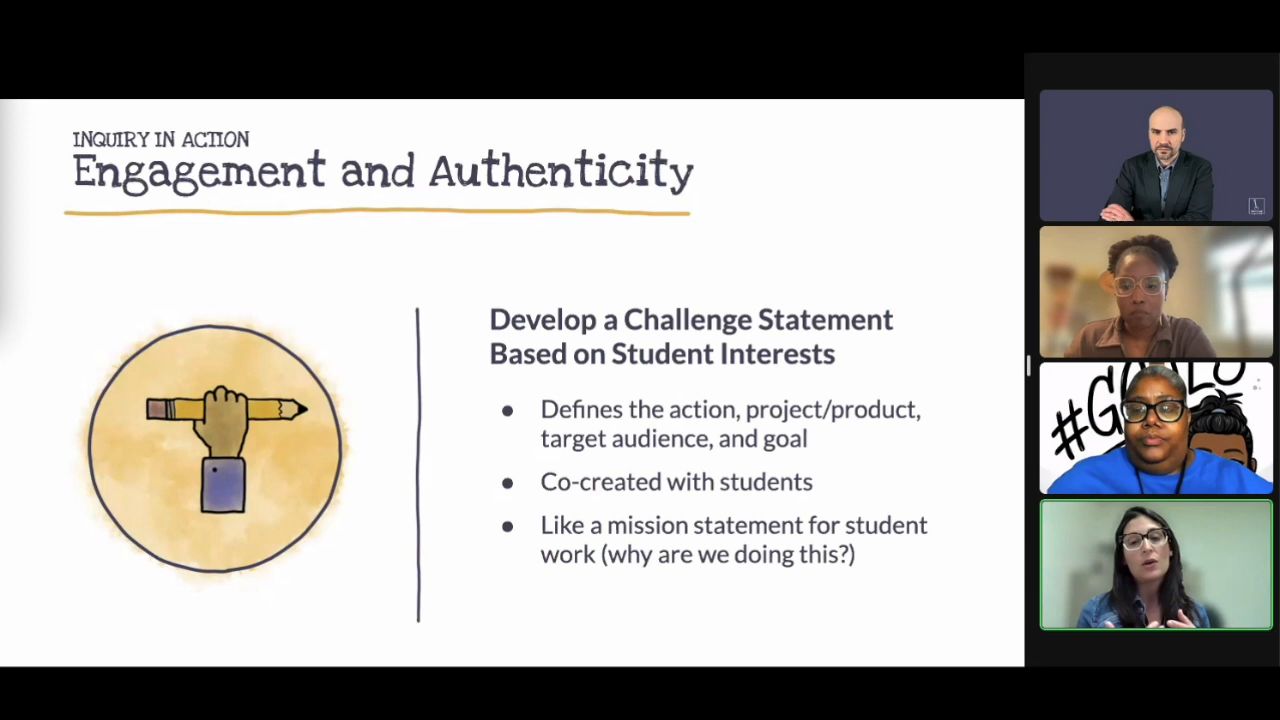 INQUIRY IN ACTION
Engagement and Authenticity
Develop a Challenge Statement
Based on Student Interests
● Defines the action, project/product,
target audience, and goal
● Co-created with students
● Like a mission statement for student
work (why are we doing this?)
#GOALS